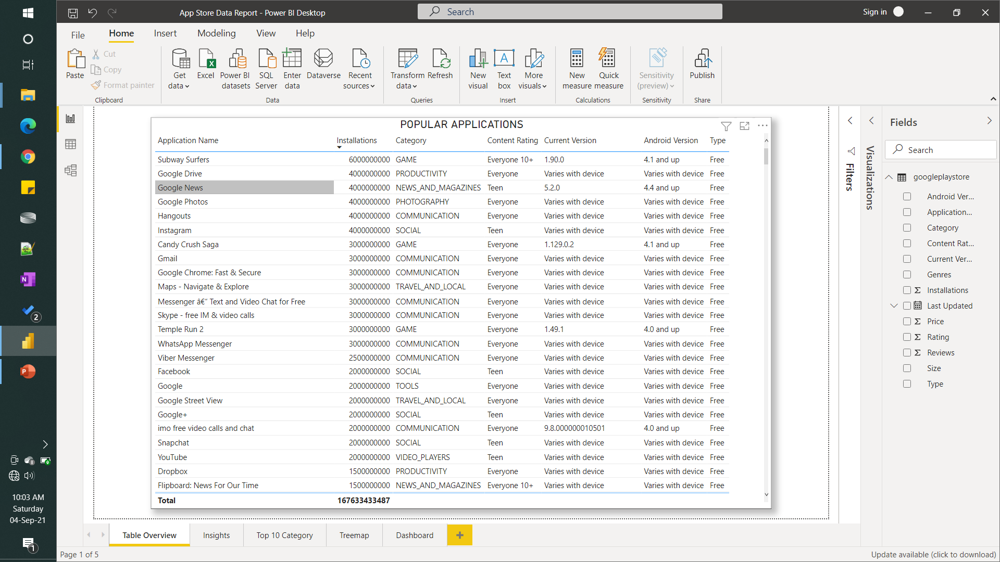 App Store Data Report - Power BI Desktop
Search
Sign in
File Home Insert Modeling View Help
Paste
Cut
Copy
Format painter
Clipboard
Get data
Excel
Power BI datasets
SQL Server
Enter data
Dataverse
Recent sources
Data
Transform data
Refresh
Queries
New visual
Text box
More visuals
Insert
New measure
Quick measure
Calculations
Sensitivity (preview)
Sensitivity
Publish
Share
POPULAR APPLICATIONS
Application Name Installations Category Content Rating Current Version Android Version Type
Subway Surfers 6000000000 GAME Everyone 10+ 1.90.0 4.1 and up Free
Google Drive 4000000000 PRODUCTIVITY Everyone Varies with device Varies with device Free
Google News 4000000000 NEWS_AND_MAGAZINES Teen 5.2.0 4.4 and up Free
Google Photos 4000000000 PHOTOGRAPHY Everyone Varies with device Varies with device Free
Hangouts 4000000000 COMMUNICATION Everyone Varies with device Varies with device Free
Instagram 4000000000 SOCIAL Teen Varies with device Varies with device Free
Candy Crush Saga 3000000000 GAME Everyone 1.129.0.2 4.1 and up Free
Gmail 3000000000 COMMUNICATION Everyone Varies with device Varies with device Free
Google Chrome: Fast & Secure 3000000000 COMMUNICATION Everyone Varies with device Varies with device Free
Maps - Navigate & Explore 3000000000 TRAVEL_AND_LOCAL Everyone Varies with device Varies with device Free
Messenger â€“ Text and Video Chat for Free 3000000000 COMMUNICATION Everyone Varies with device Varies with device Free
Skype - free IM & video calls 3000000000 COMMUNICATION Everyone Varies with device Varies with device Free
Temple Run 2 3000000000 GAME Everyone 1.49.1 4.0 and up Free
WhatsApp Messenger 3000000000 COMMUNICATION Everyone Varies with device Varies with device Free
Viber Messenger 2500000000 COMMUNICATION Everyone Varies with device Varies with device Free
Facebook 2000000000 SOCIAL Teen Varies with device Varies with device Free
Google 2000000000 TOOLS Everyone Varies with device Varies with device Free
Google Street View 2000000000 TRAVEL_AND_LOCAL Everyone Varies with device Varies with device Free
Google+ 2000000000 SOCIAL Teen Varies with device Varies with device Free
imo free video calls and chat 2000000000 COMMUNICATION Everyone 9.8.000000010501 4.0 and up Free
Snapchat 2000000000 SOCIAL Teen Varies with device Varies with device Free
YouTube 2000000000 VIDEO_PLAYERS Teen Varies with device Varies with device Free
Dropbox 1500000000 PRODUCTIVITY Everyone Varies with device Varies with device Free
Flipboard: News For Our Time 1500000000 NEWS_AND_MAGAZINES Everyone 10+ Varies with device Varies with device Free
Total 167633433487
Filters
Visualizations
Fields
Search
googleplaystore
Android Ver...
Application...
Category
Content Rat...
Current Ver...
Genres
Σ Installations
Last Updated
Σ Price
Σ Rating
Σ Reviews
Size
Type
Table Overview Insights Top 10 Category Treemap Dashboard +
Page 1 of 5
Update available (click to download)
N
2
P
10:03 AM
Saturday
04-Sep-21
1